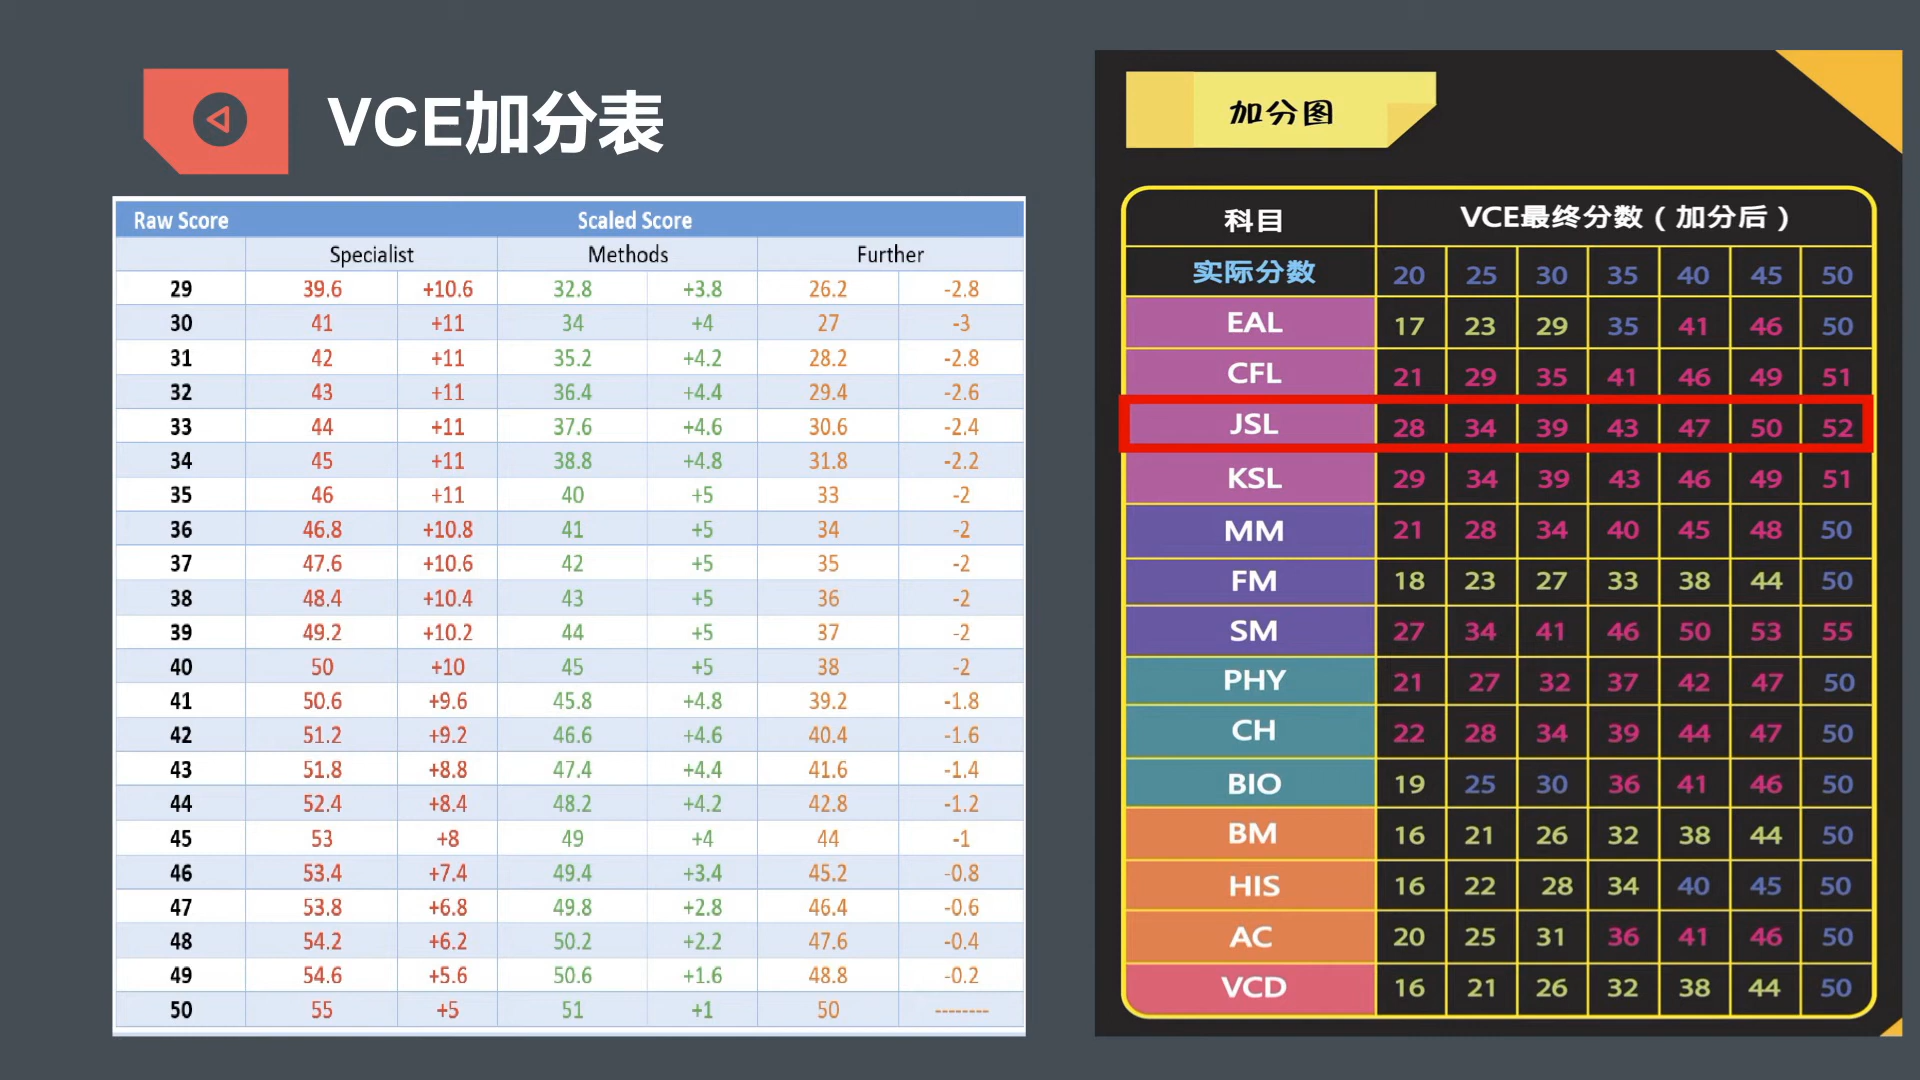 VCE加分表
Raw Score Scaled Score
Specialist Methods Further
29 39.6 +10.6 32.8 +3.8 26.2 -2.8
30 41 +11 34 +4 27 -3
31 42 +11 35.2 +4.2 28.2 -2.8
32 43 +11 36.4 +4.4 29.4 -2.6
33 44 +11 37.6 +4.6 30.6 -2.4
34 45 +11 38.8 +4.8 31.8 -2.2
35 46 +11 40 +5 33 -2
36 46.8 +10.8 41 +5 34 -2
37 47.6 +10.6 42 +5 35 -2
38 48.4 +10.4 43 +5 36 -2
39 49.2 +10.2 44 +5 37 -2
40 50 +10 45 +5 38 -2
41 50.6 +9.6 45.8 +4.8 39.2 -1.8
42 51.2 +9.2 46.6 +4.6 40.4 -1.6
43 51.8 +8.8 47.4 +4.4 41.6 -1.4
44 52.4 +8.4 48.2 +4.2 42.8 -1.2
45 53 +8 49 +4 44 -1
46 53.4 +7.4 49.4 +3.4 45.2 -0.8
47 53.8 +6.8 49.8 +2.8 46.4 -0.6
48 54.2 +6.2 50.2 +2.2 47.6 -0.4
49 54.6 +5.6 50.6 +1.6 48.8 -0.2
50 55 +5 51 +1 50 --------
加分图
科目 VCE最终分数（加分后）
实际分数 20 25 30 35 40 45 50
EAL 17 23 29 35 41 46 50
CFL 21 29 35 41 46 49 51
JSL 28 34 39 43 47 50 52
KSL 29 34 39 43 46 49 51
MM 21 28 34 40 45 48 50
FM 18 23 27 33 38 44 50
SM 27 34 41 46 50 53 55
PHY 21 27 32 37 42 47 50
CH 22 28 34 39 44 47 50
BIO 19 25 30 36 41 46 50
BM 16 21 26 32 38 44 50
HIS 16 22 28 34 40 45 50
AC 20 25 31 36 41 46 50
VCD 16 21 26 32 38 44 50